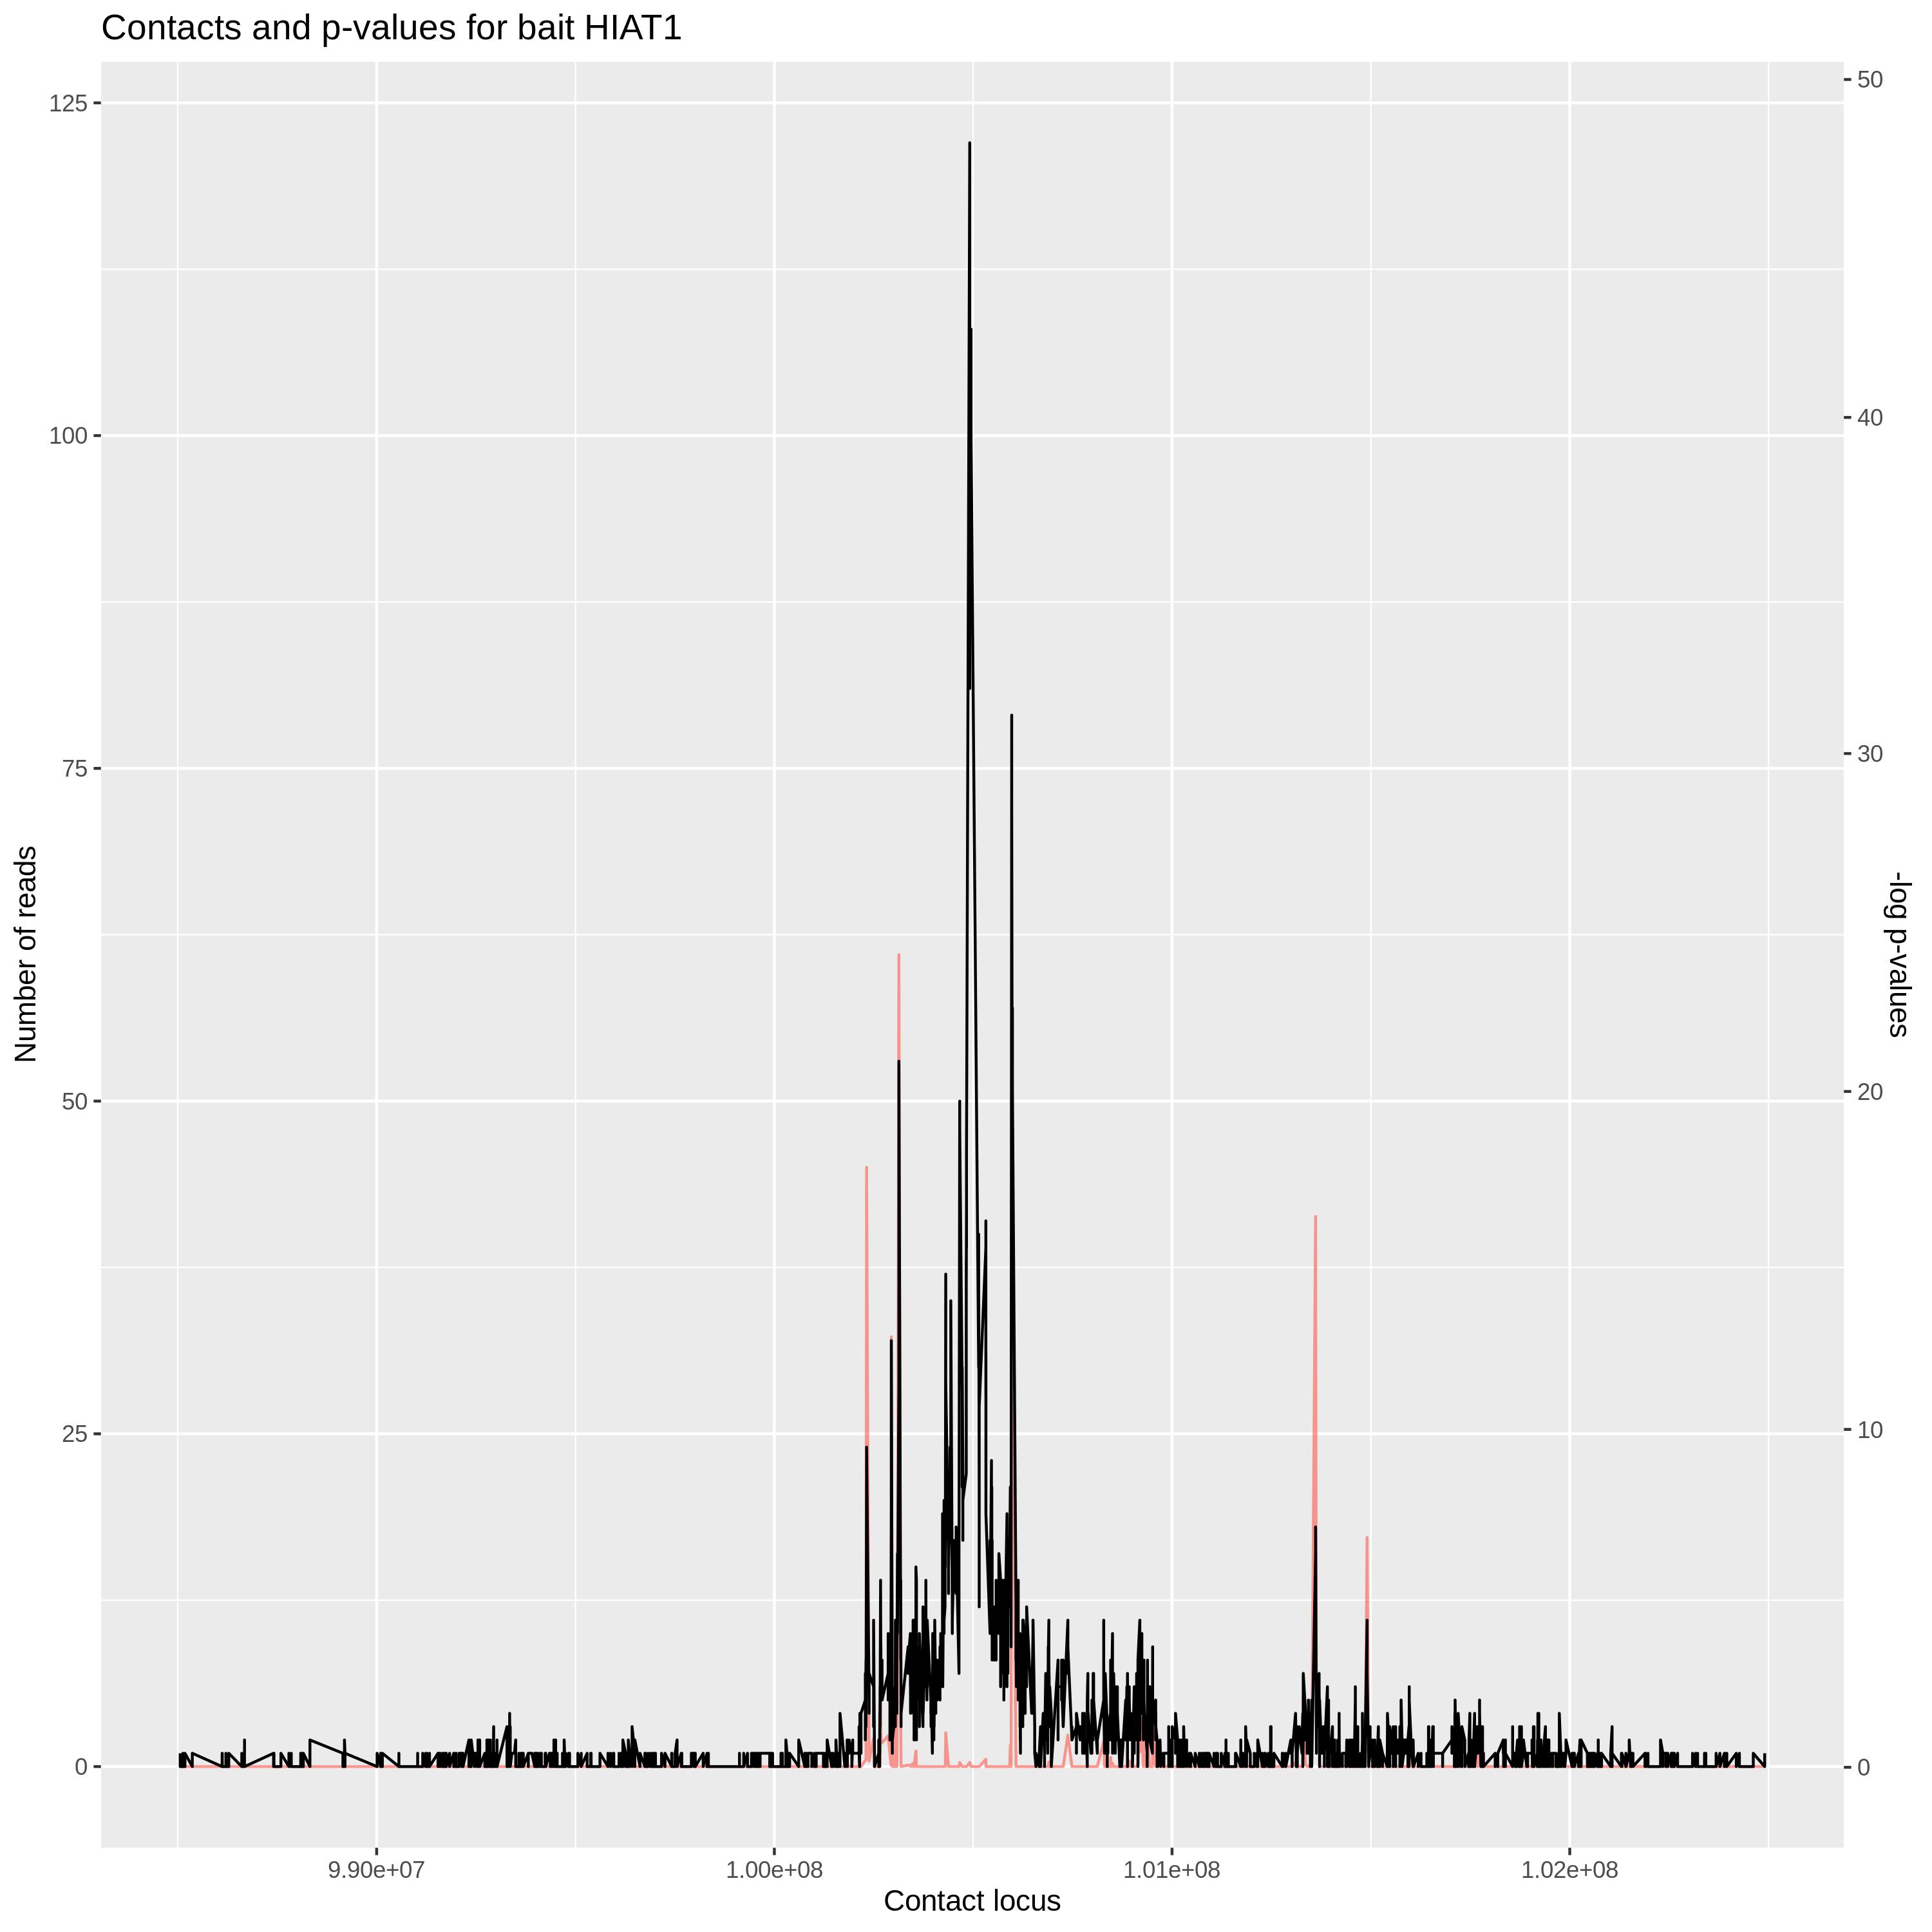 Contacts and p-values for bait HIAT1
125
100
75
50
25
0
Number of reads
50
40
30
20
10
0
-log p-values
9.90e+07 1.00e+08 1.01e+08 1.02e+08
Contact locus